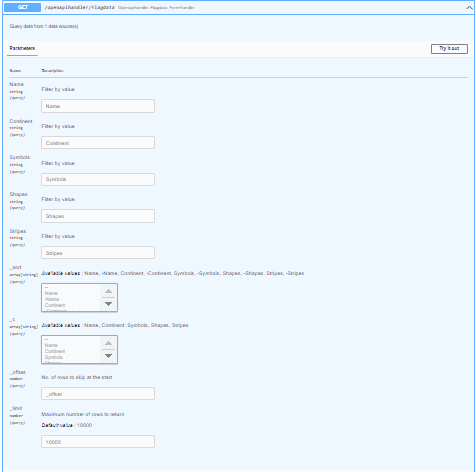 GET /openapihandler/flagdata Openapihandler.Flagdata: FormHandler
Query data from 1 data source(s)
Parameters
Try it out
Name Description
Name
string
(query)
Filter by value
Name
Continent
string
(query)
Filter by value
Continent
Symbols
string
(query)
Filter by value
Symbols
Shapes
string
(query)
Filter by value
Shapes
Stripes
string
(query)
Filter by value
Stripes
_sort
array[string]
(query)
Available values : Name, -Name, Continent, -Continent, Symbols, -Symbols, Shapes, -Shapes, Stripes, -Stripes
--
Name
-Name
Continent
-Continent
_c
array[string]
(query)
Available values : Name, Continent, Symbols, Shapes, Stripes
--
Name
Continent
Symbols
Shapes
_offset
number
(query)
No. of rows to skip at the start
_offset
_limit
number
(query)
Maximum number of rows to return
Default value : 10000
10000